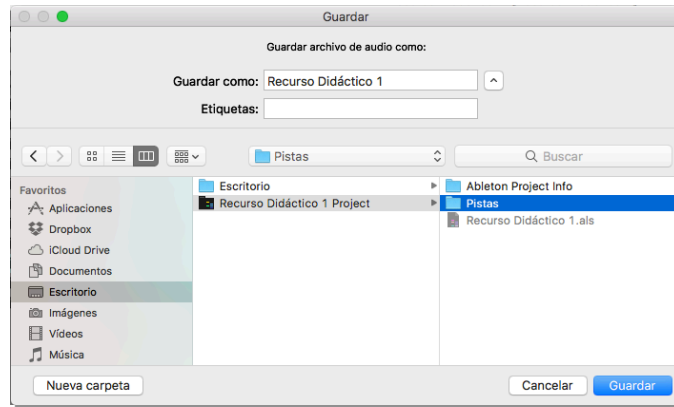 Guardar
Guardar archivo de audio como:
Guardar como: Recurso Didáctico 1
Etiquetas:
Pistas
Buscar
Favoritos
Aplicaciones
Dropbox
iCloud Drive
Documentos
Escritorio
Imágenes
Vídeos
Música
Escritorio
Recurso Didáctico 1 Project
Ableton Project Info
Pistas
Recurso Didáctico 1.als
Nueva carpeta
Cancelar
Guardar